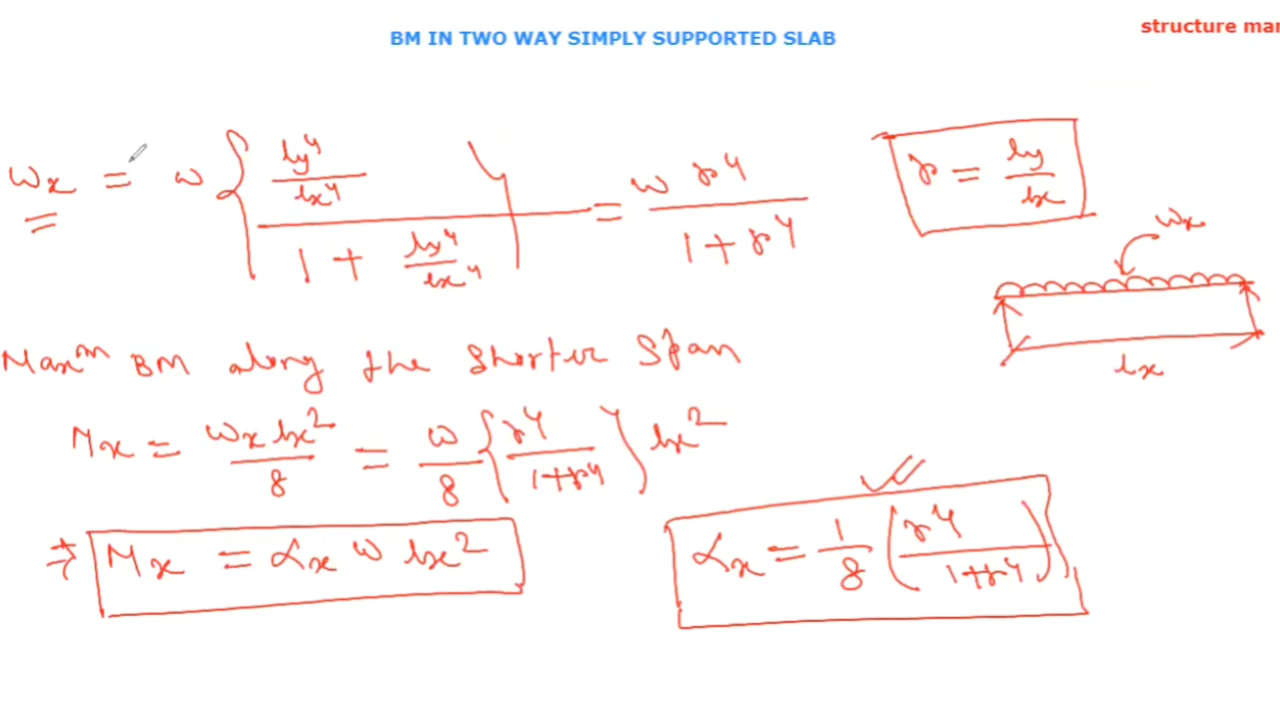 BM IN TWO WAY SIMPLY SUPPORTED SLAB
structure mar
wx = w { (ly⁴/lx⁴) / (1 + ly⁴/lx⁴) } = w r⁴ / (1 + r⁴)
r = ly/lx
wx
lx
Maxᵐ BM along the shorter span
Mx = wx lx² / 8 = w/8 { r⁴ / (1+r⁴) } lx²
⇒ Mx = αx w lx²
αx = 1/8 ( r⁴ / (1+r⁴) )